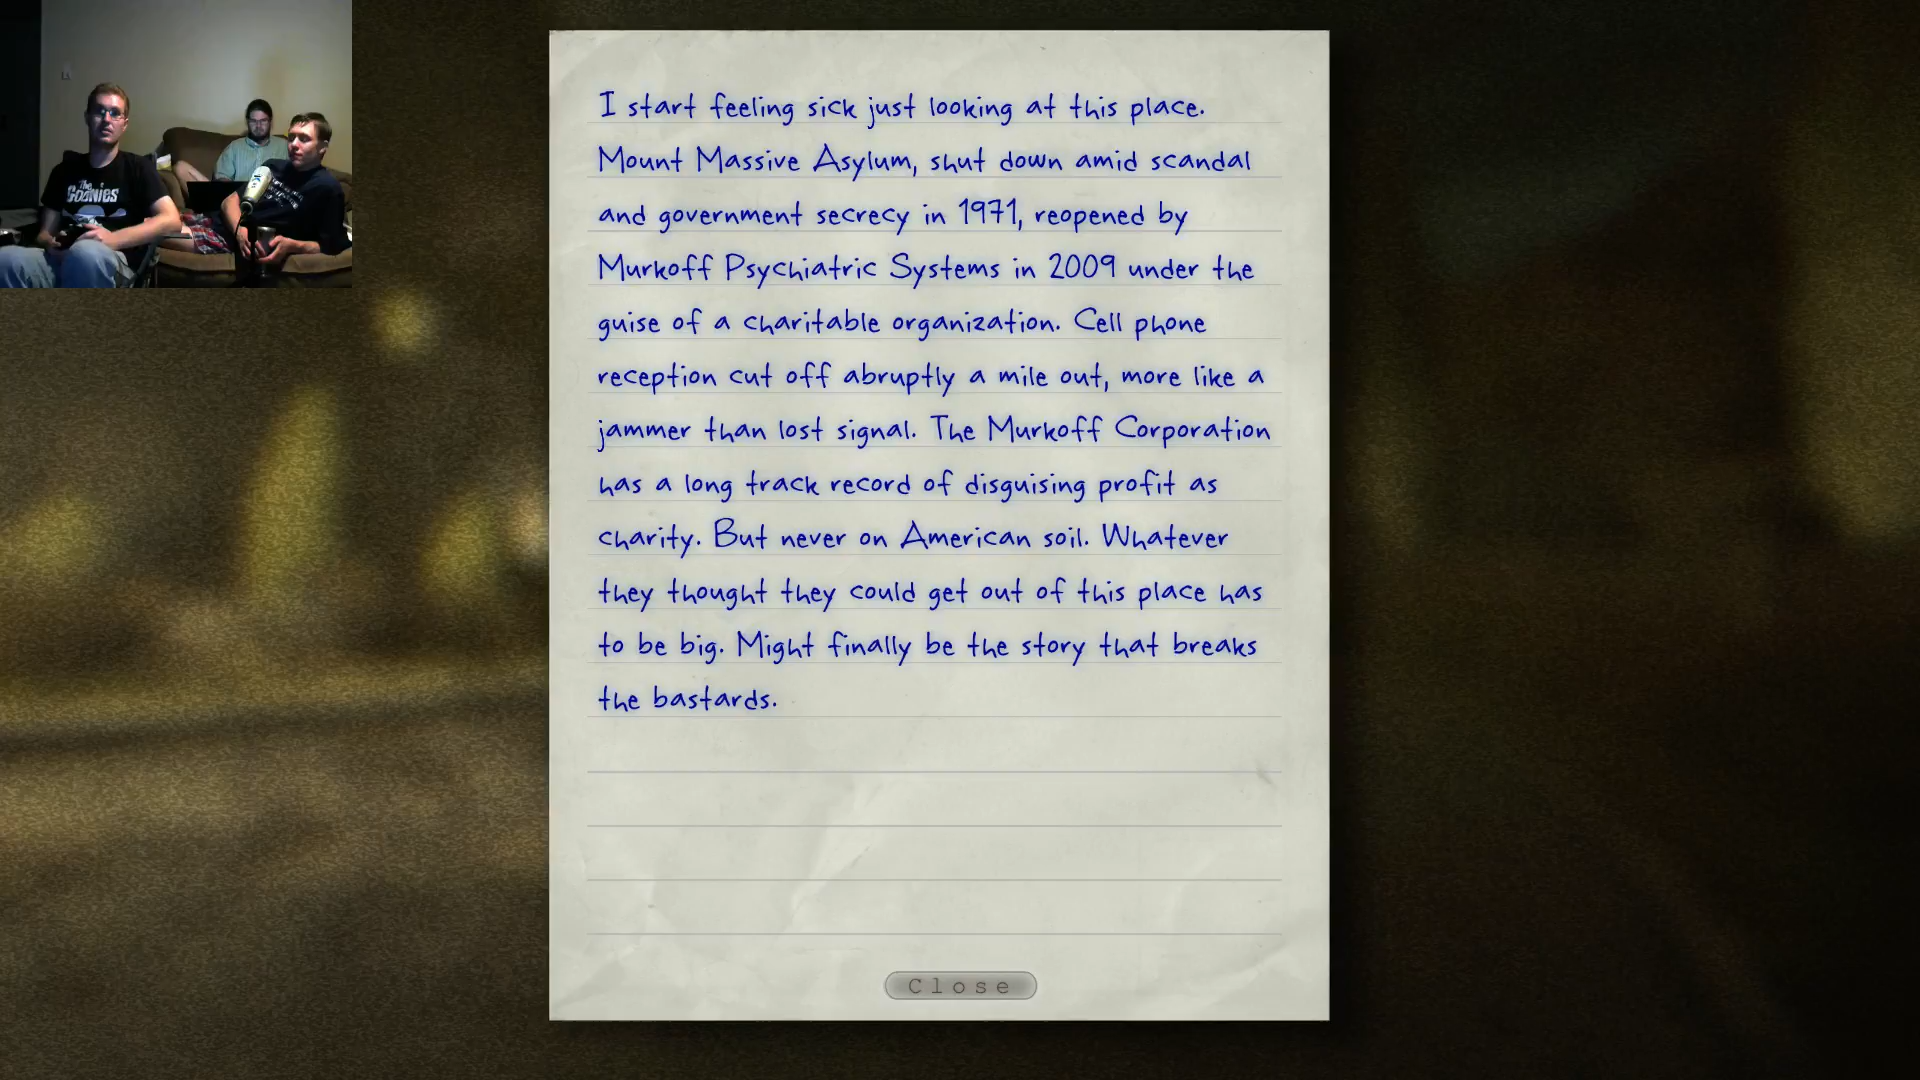 The
Goonies
I start feeling sick just looking at this place.
Mount Massive Asylum, shut down amid scandal
and government secrecy in 1971, reopened by
Murkoff Psychiatric Systems in 2009 under the
guise of a charitable organization. Cell phone
reception cut off abruptly a mile out, more like a
jammer than lost signal. The Murkoff Corporation
has a long track record of disguising profit as
charity. But never on American soil. Whatever
they thought they could get out of this place has
to be big. Might finally be the story that breaks
the bastards.
Close